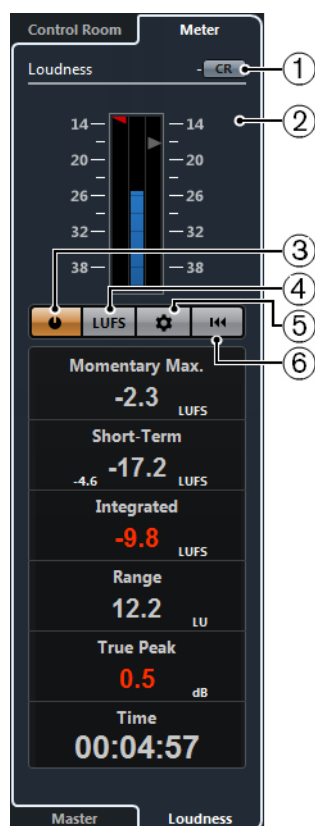 Control Room Meter
Loudness - CR 1
14 14 2
20 20
26 26
32 32
3
38 38
4
LUFS
5
6
Momentary Max.
-2.3 LUFS
Short-Term
-4.6 -17.2 LUFS
Integrated
-9.8 LUFS
Range
12.2 LU
True Peak
0.5 dB
Time
00:04:57
Master Loudness